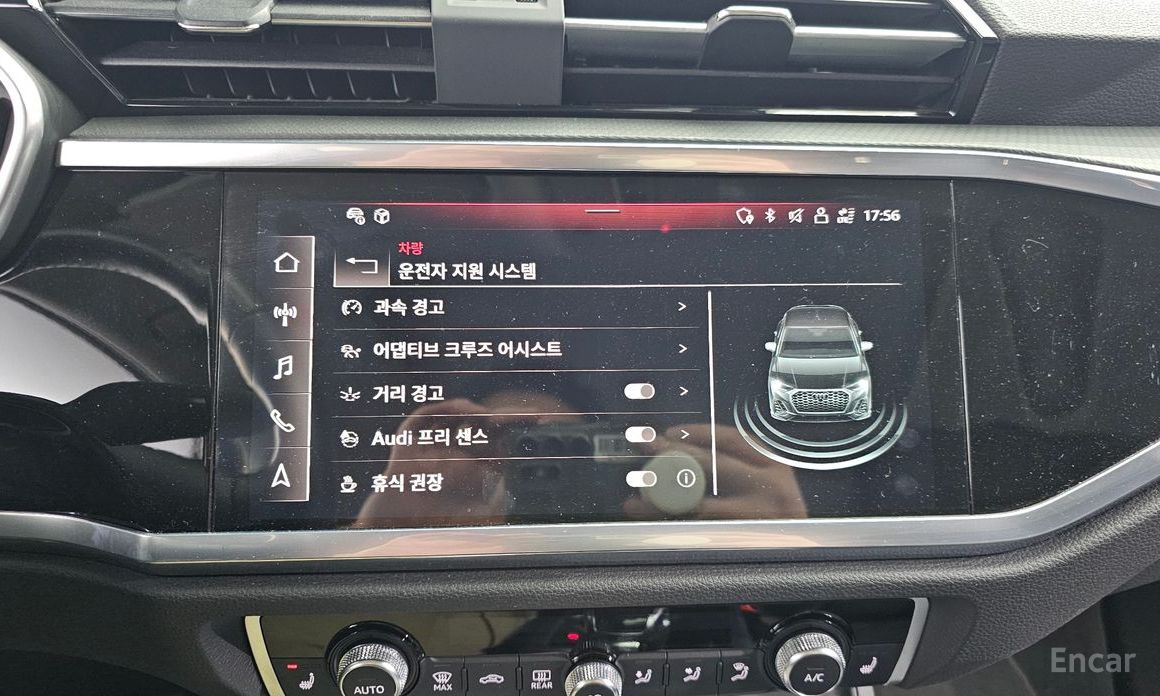 17:56
차량
운전자 지원 시스템
과속 경고
어댑티브 크루즈 어시스트
거리 경고
Audi 프리 센스
휴식 권장
AUTO
MAX
REAR
A/C
Encar